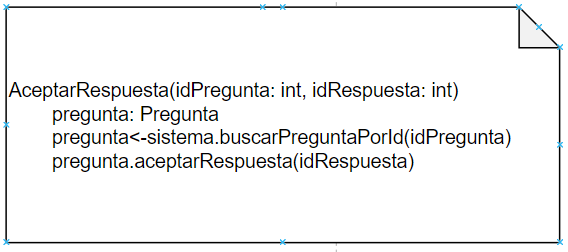 AceptarRespuesta(idPregunta: int, idRespuesta: int)
pregunta: Pregunta
pregunta<-sistema.buscarPreguntaPorId(idPregunta)
pregunta.aceptarRespuesta(idRespuesta)